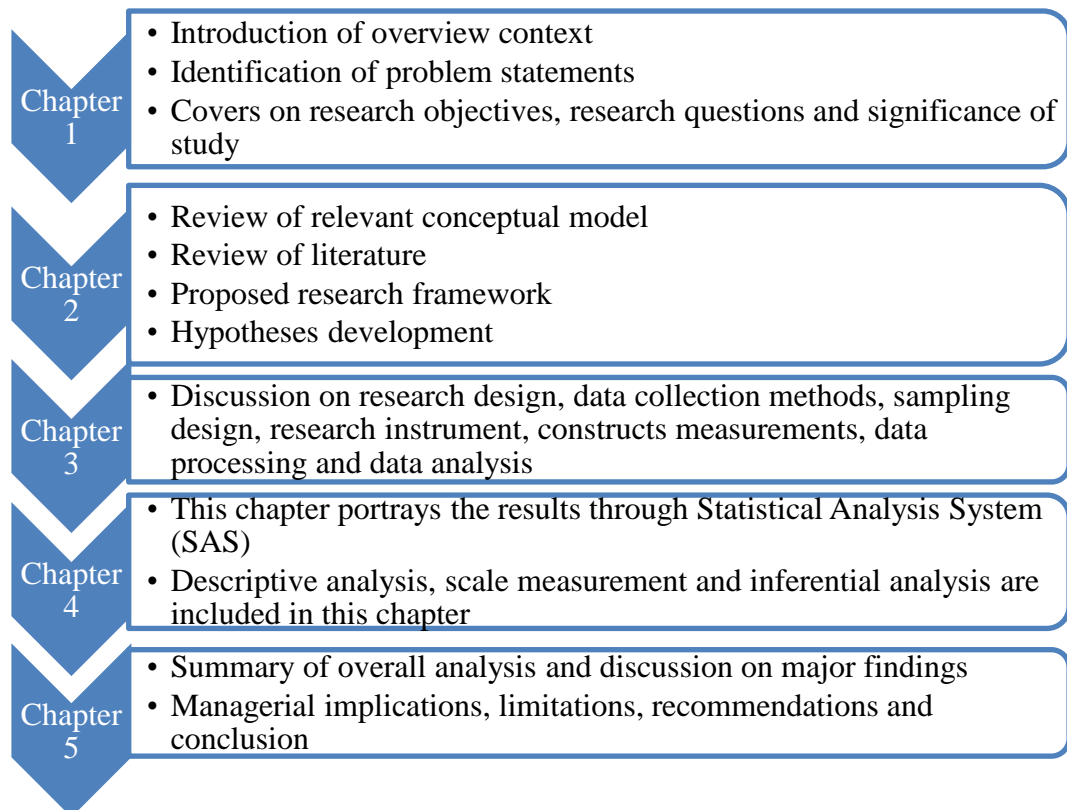 Chapter
1
• Introduction of overview context
• Identification of problem statements
• Covers on research objectives, research questions and significance of
study
Chapter
2
• Review of relevant conceptual model
• Review of literature
• Proposed research framework
• Hypotheses development
Chapter
3
• Discussion on research design, data collection methods, sampling
design, research instrument, constructs measurements, data
processing and data analysis
Chapter
4
• This chapter portrays the results through Statistical Analysis System
(SAS)
• Descriptive analysis, scale measurement and inferential analysis are
included in this chapter
Chapter
5
• Summary of overall analysis and discussion on major findings
• Managerial implications, limitations, recommendations and
conclusion